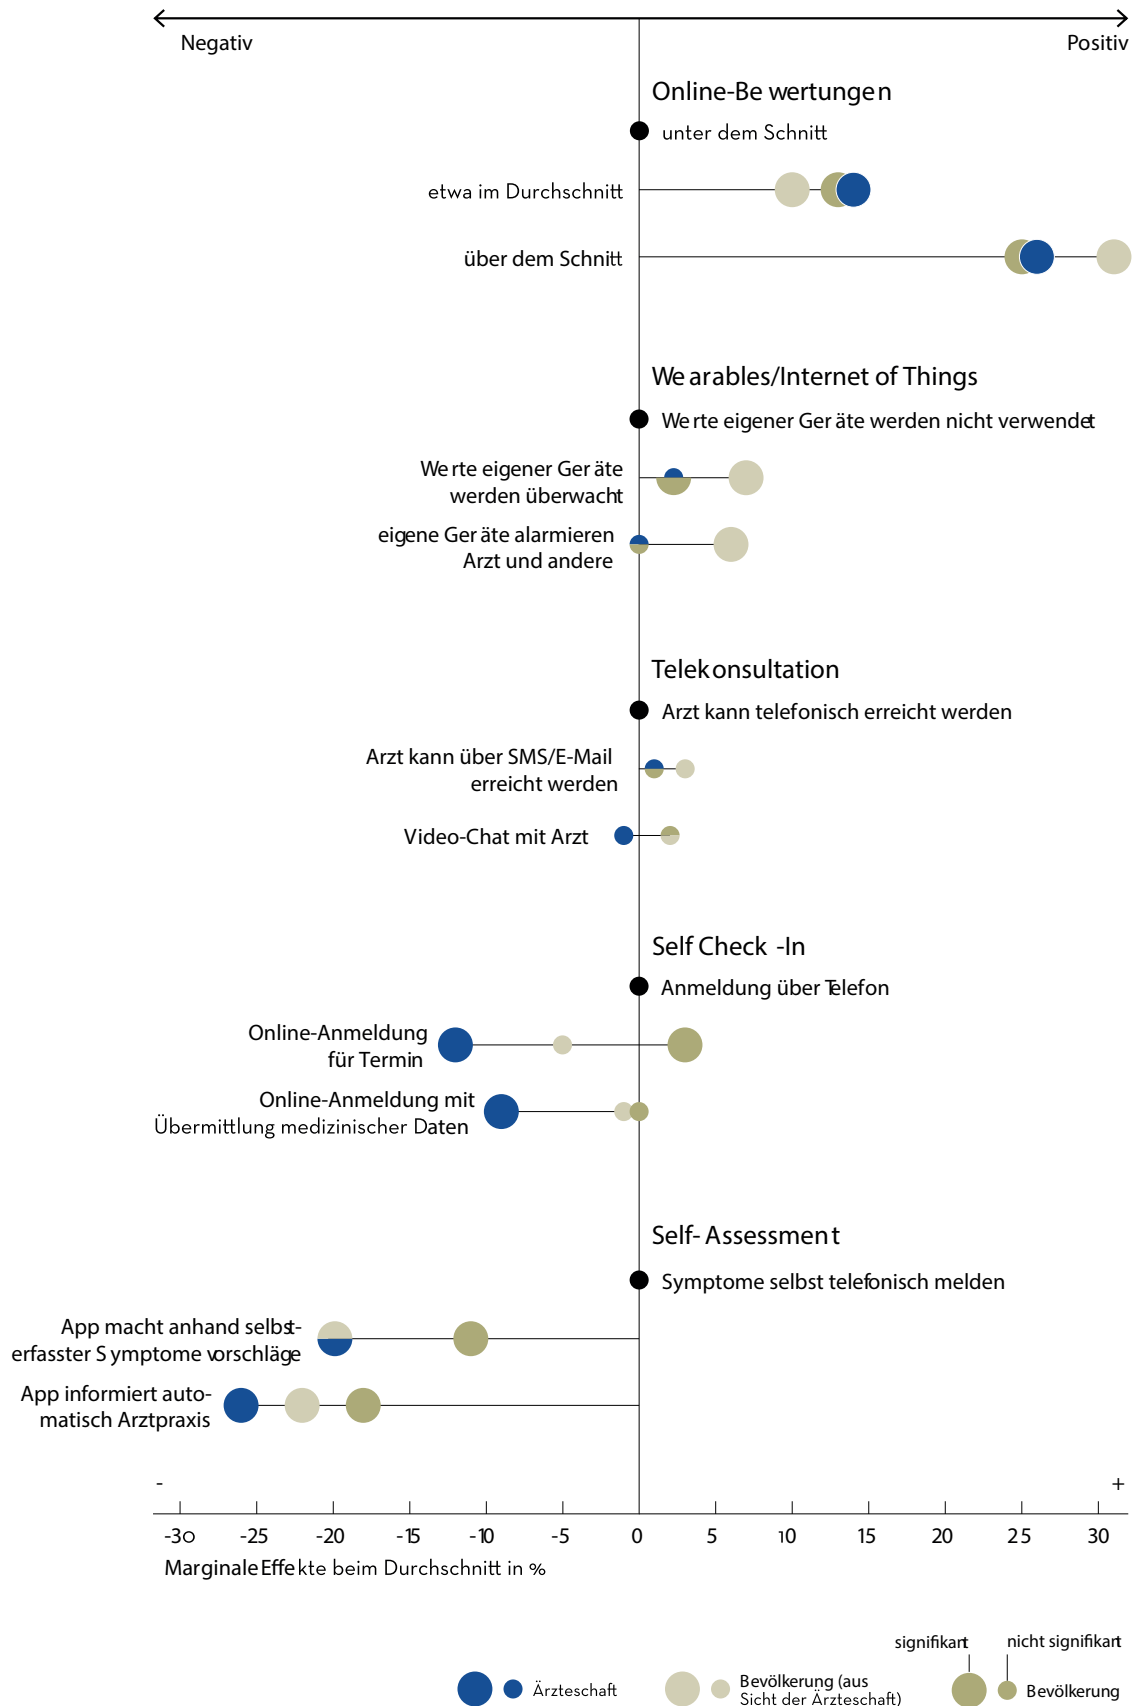 Negativ
Positiv
Online-Bewertungen
unter dem Schnitt
etwa im Durchschnitt
über dem Schnitt
Wearables/Internet of Things
Werte eigener Geräte werden nicht verwendet
Werte eigener Geräte
werden überwacht
eigene Geräte alarmieren
Arzt und andere
Telekonsultation
Arzt kann telefonisch erreicht werden
Arzt kann über SMS/E-Mail
erreicht werden
Video-Chat mit Arzt
Self Check-In
Anmeldung über Telefon
Online-Anmeldung
für Termin
Online-Anmeldung mit
Übermittlung medizinischer Daten
Self-Assessment
Symptome selbst telefonisch melden
App macht anhand selbst-
erfasster Symptome vorschläge
App informiert auto-
matisch Arztpraxis
- +
-30 -25 -20 -15 -10 -5 0 5 10 15 20 25 30
Marginale Effekte beim Durchschnitt in %
signifikant nicht signifikant
Ärzteschaft
Bevölkerung (aus
Sicht der Ärzteschaft)
Bevölkerung